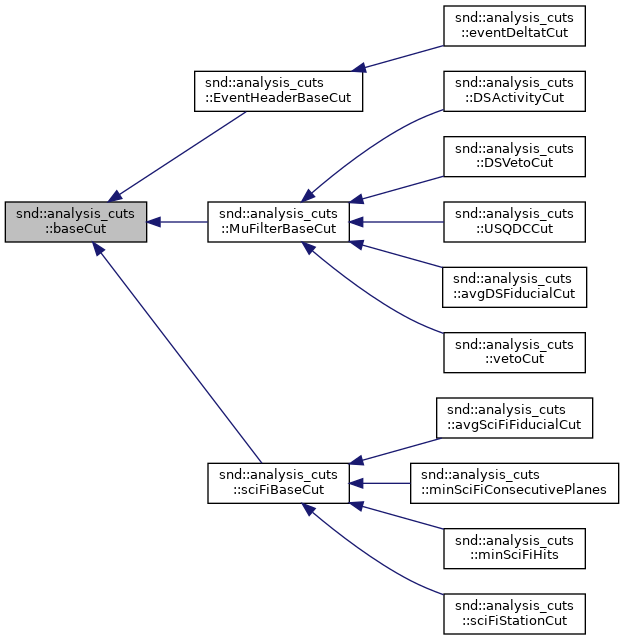 snd::analysis_cuts
::baseCut
snd::analysis_cuts
::EventHeaderBaseCut
snd::analysis_cuts
::eventDeltatCut
snd::analysis_cuts
::MuFilterBaseCut
snd::analysis_cuts
::DSActivityCut
snd::analysis_cuts
::DSVetoCut
snd::analysis_cuts
::USQDCCut
snd::analysis_cuts
::avgDSFiducialCut
snd::analysis_cuts
::vetoCut
snd::analysis_cuts
::sciFiBaseCut
snd::analysis_cuts
::avgSciFiFiducialCut
snd::analysis_cuts
::minSciFiConsecutivePlanes
snd::analysis_cuts
::minSciFiHits
snd::analysis_cuts
::sciFiStationCut